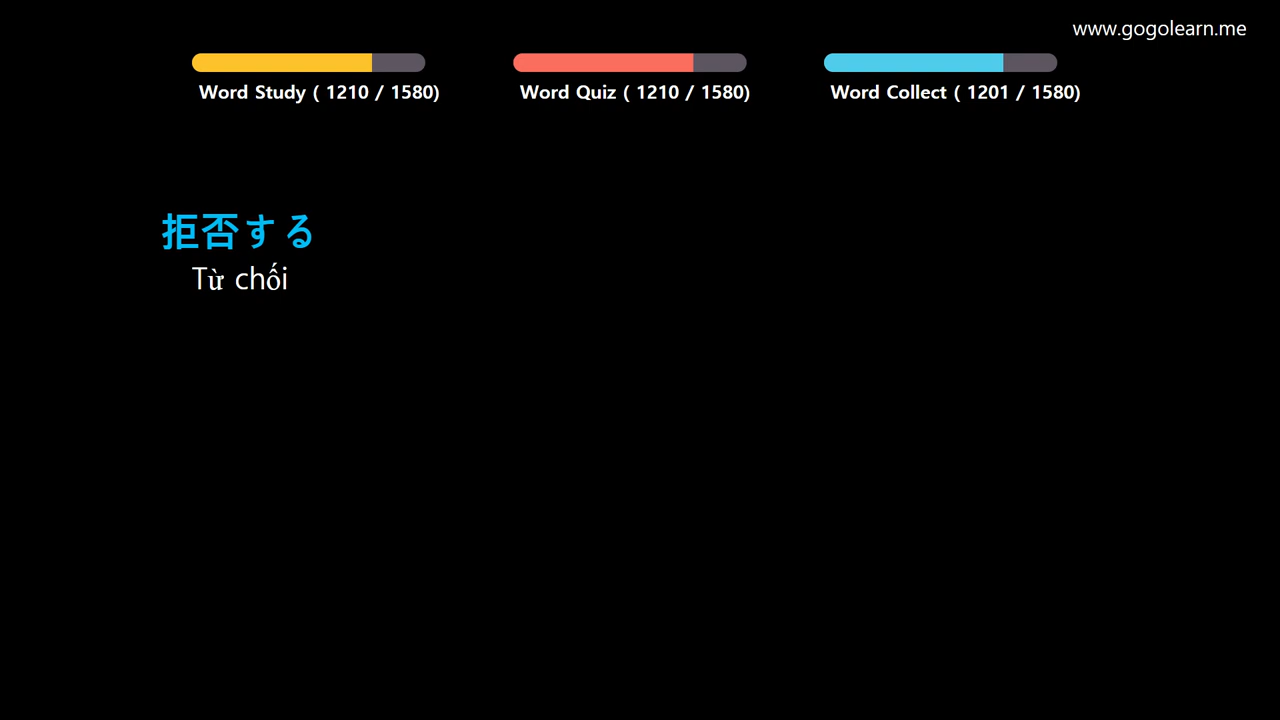 www.gogolearn.me
Word Study ( 1210 / 1580)
Word Quiz ( 1210 / 1580)
Word Collect ( 1201 / 1580)
拒否する
Từ chối